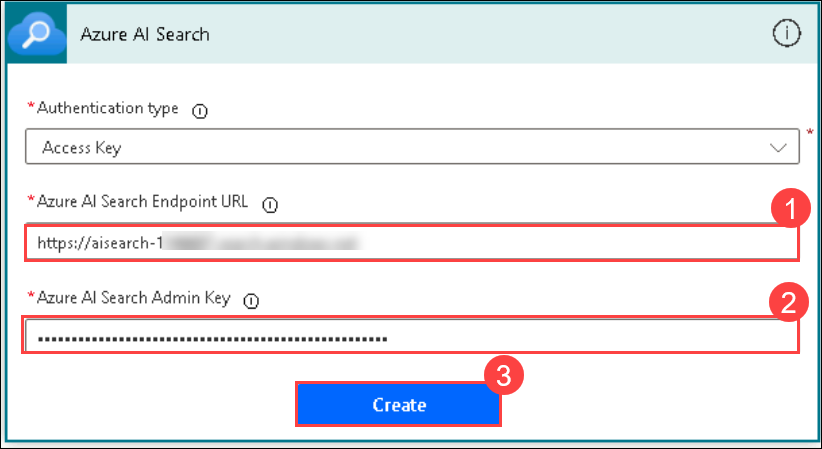 Azure AI Search
*Authentication type
Access Key
*
*Azure AI Search Endpoint URL
1
https://aisearch-1
*Azure AI Search Admin Key
2
••••••••••••••••••••••••••••••••••••••••••••••••••••
3
Create